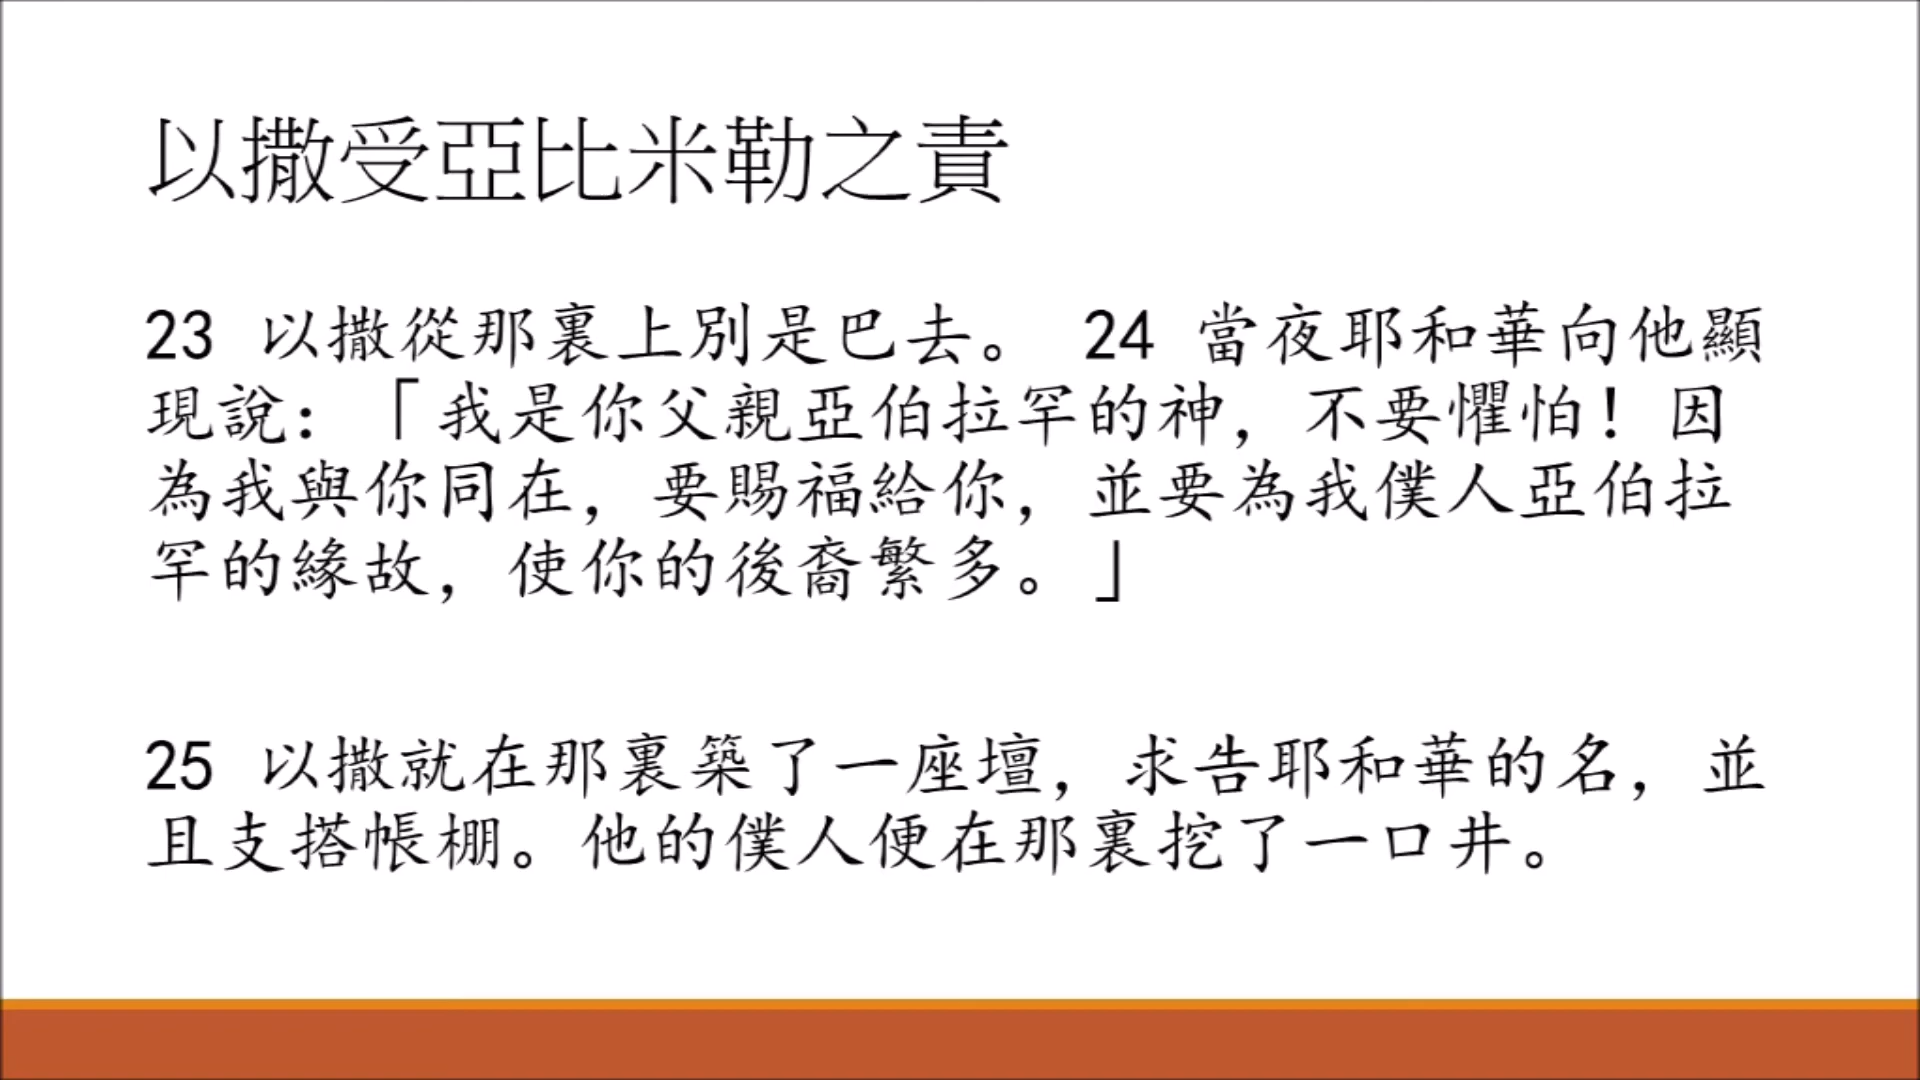 以撒受亞比米勒之責
23 以撒從那裏上別是巴去。 24 當夜耶和華向他顯
現說：「我是你父親亞伯拉罕的神，不要懼怕！因
為我與你同在，要賜福給你，並要為我僕人亞伯拉
罕的緣故，使你的後裔繁多。」
25 以撒就在那裏築了一座壇，求告耶和華的名，並
且支搭帳棚。他的僕人便在那裏挖了一口井。